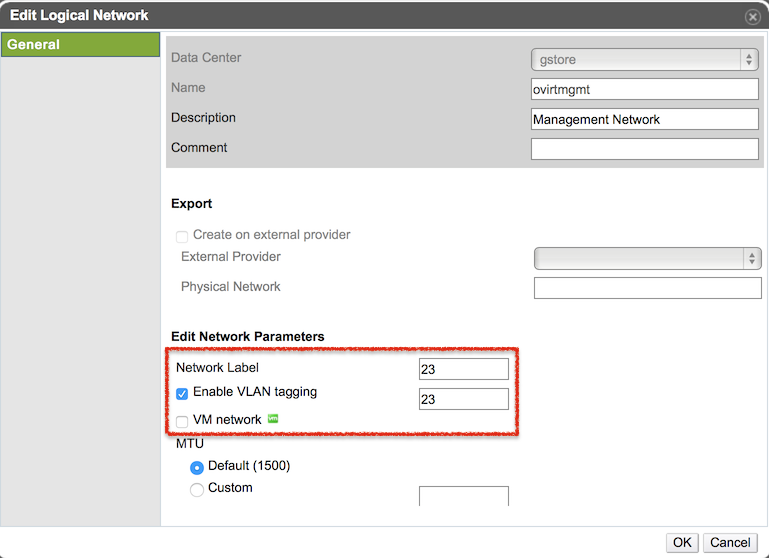 Edit Logical Network
General
Data Center gstore
Name ovirtmgmt
Description Management Network
Comment
Export
Create on external provider
External Provider
Physical Network
Edit Network Parameters
Network Label 23
Enable VLAN tagging 23
VM network vm
MTU
Default (1500)
Custom
OK Cancel